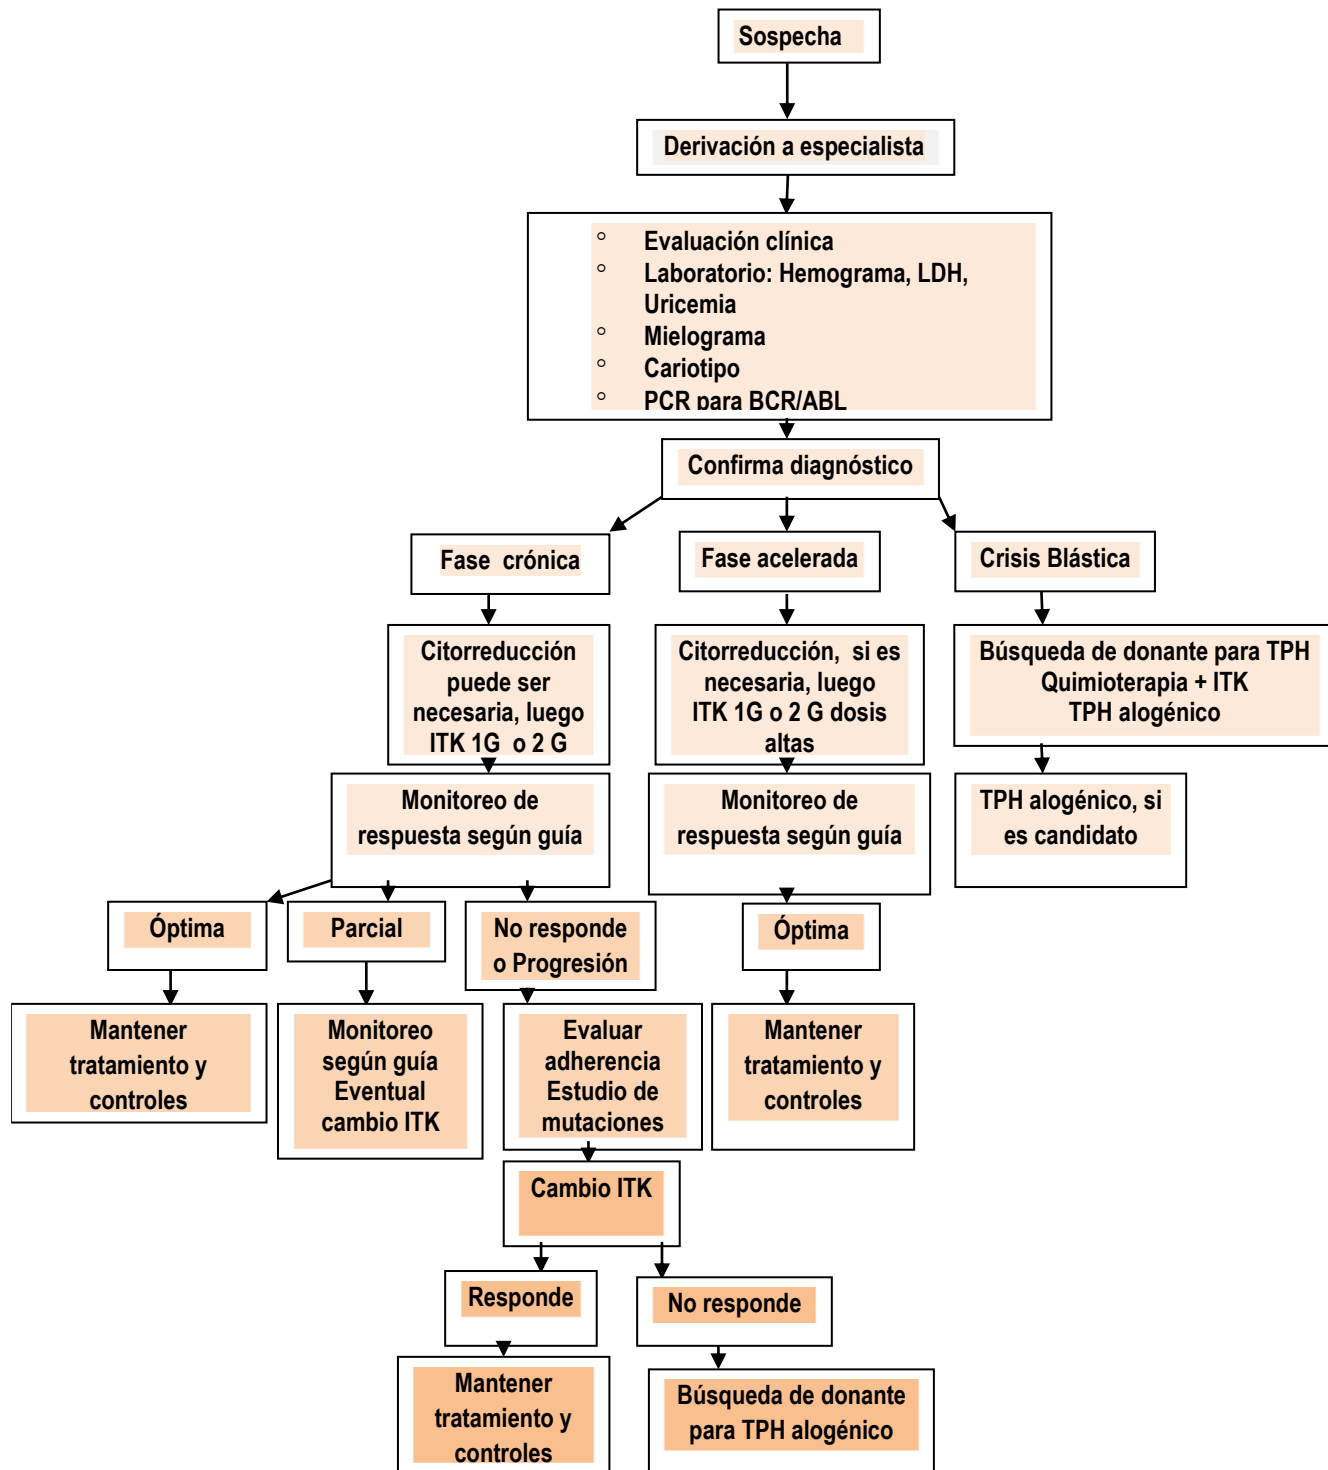 Sospecha
Derivación a especialista
° Evaluación clínica
° Laboratorio: Hemograma, LDH,
Uricemia
° Mielograma
° Cariotipo
° PCR para BCR/ABL
Confirma diagnóstico
Fase crónica
Fase acelerada
Crisis Blástica
Citorreducción
puede ser
necesaria, luego
ITK 1G o 2 G
Citorreducción, si es
necesaria, luego
ITK 1G o 2 G dosis
altas
Búsqueda de donante para TPH
Quimioterapia + ITK
TPH alogénico
Monitoreo de
respuesta según guía
Monitoreo de
respuesta según guía
TPH alogénico, si
es candidato
Óptima
Parcial
No responde
o Progresión
Óptima
Mantener
tratamiento y
controles
Monitoreo
según guía
Eventual
cambio ITK
Evaluar
adherencia
Estudio de
mutaciones
Mantener
tratamiento y
controles
Cambio ITK
Responde
No responde
Mantener
tratamiento y
controles
Búsqueda de donante
para TPH alogénico